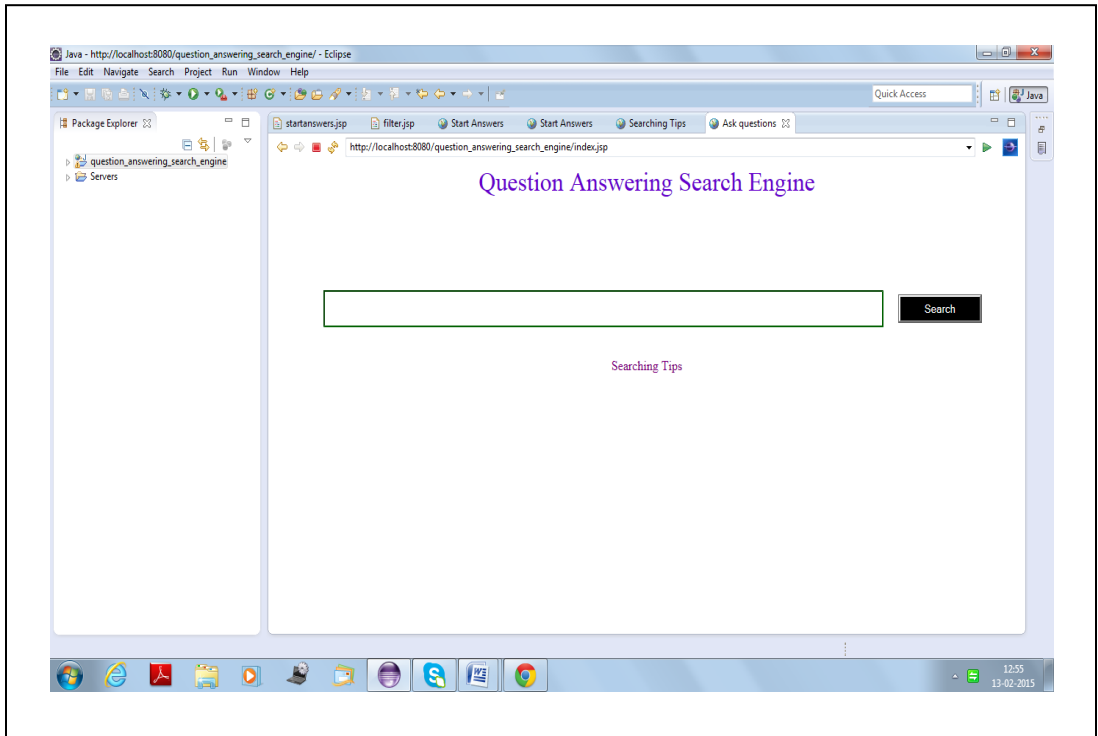 Java - http://localhost:8080/question_answering_search_engine/ - Eclipse
File Edit Navigate Search Project Run Window Help
Quick Access
Java
Package Explorer
startanswers.jsp
filter.jsp
Start Answers
Start Answers
Searching Tips
Ask questions
http://localhost:8080/question_answering_search_engine/index.jsp
question_answering_search_engine
Servers
Question Answering Search Engine
Search
Searching Tips
12:55
13-02-2015